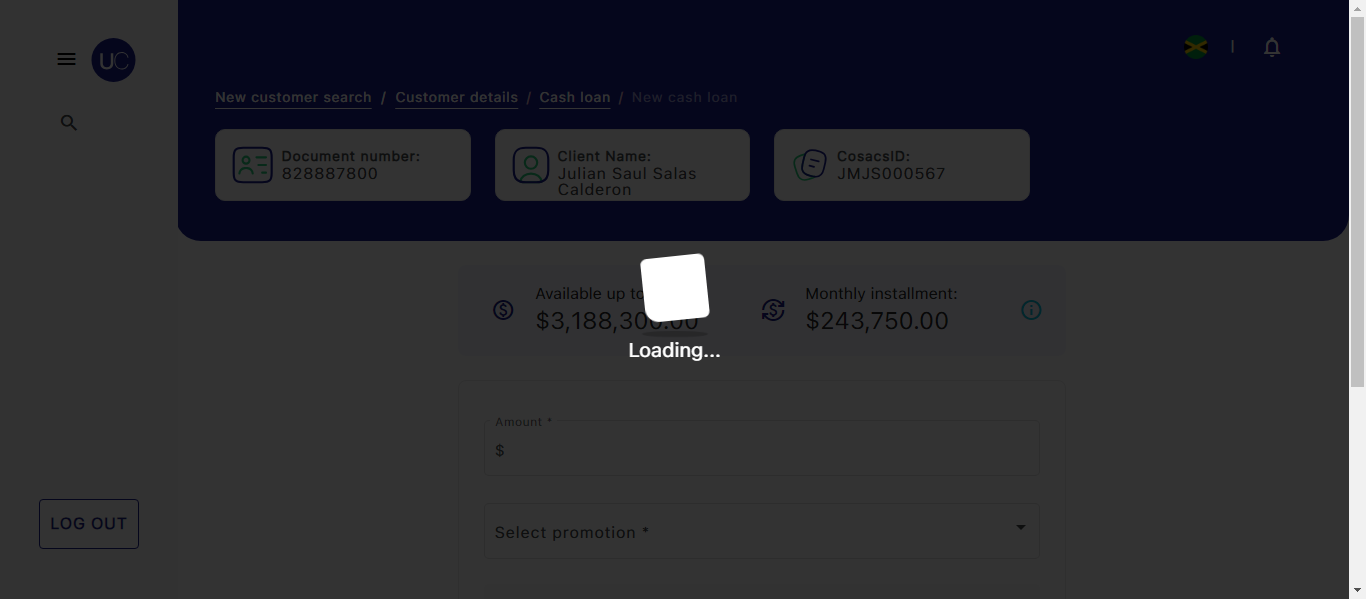 UC
New customer search / Customer details / Cash loan / New cash loan
Document number:
828887800
Client Name:
Julian Saul Salas
Calderon
CosacsID:
JMJS000567
Available up to
$3,188,300.00
Monthly installment:
$243,750.00
Loading...
Amount *
$
Select promotion *
LOG OUT